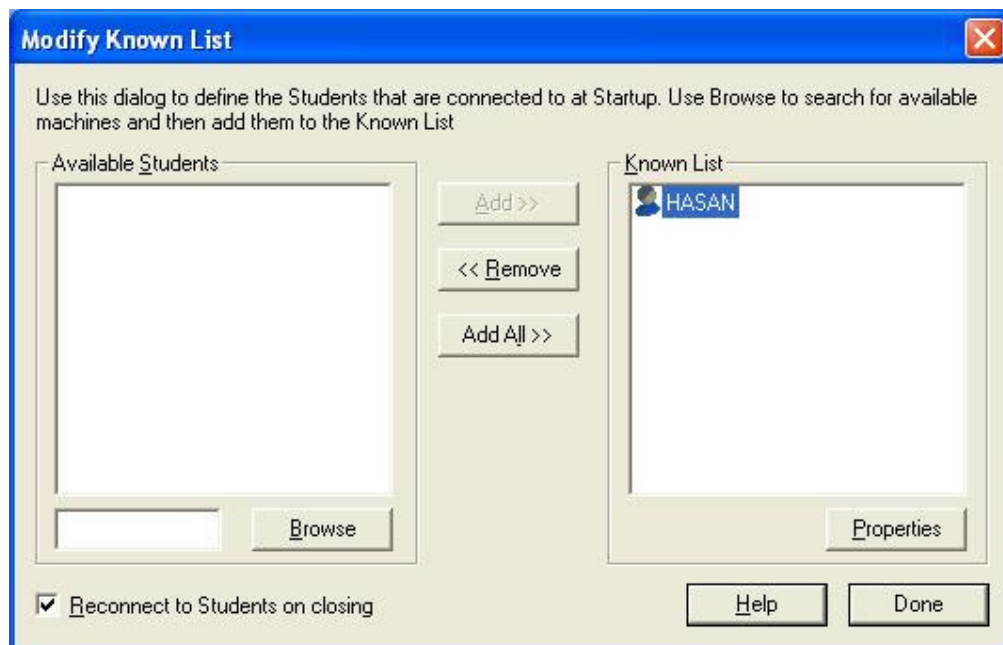 Modify Known List
Use this dialog to define the Students that are connected to at Startup. Use Browse to search for available
machines and then add them to the Known List
Available Students
Known List
HASAN
Add >>
<< Remove
Add All >>
Browse
Properties
Reconnect to Students on closing
Help
Done